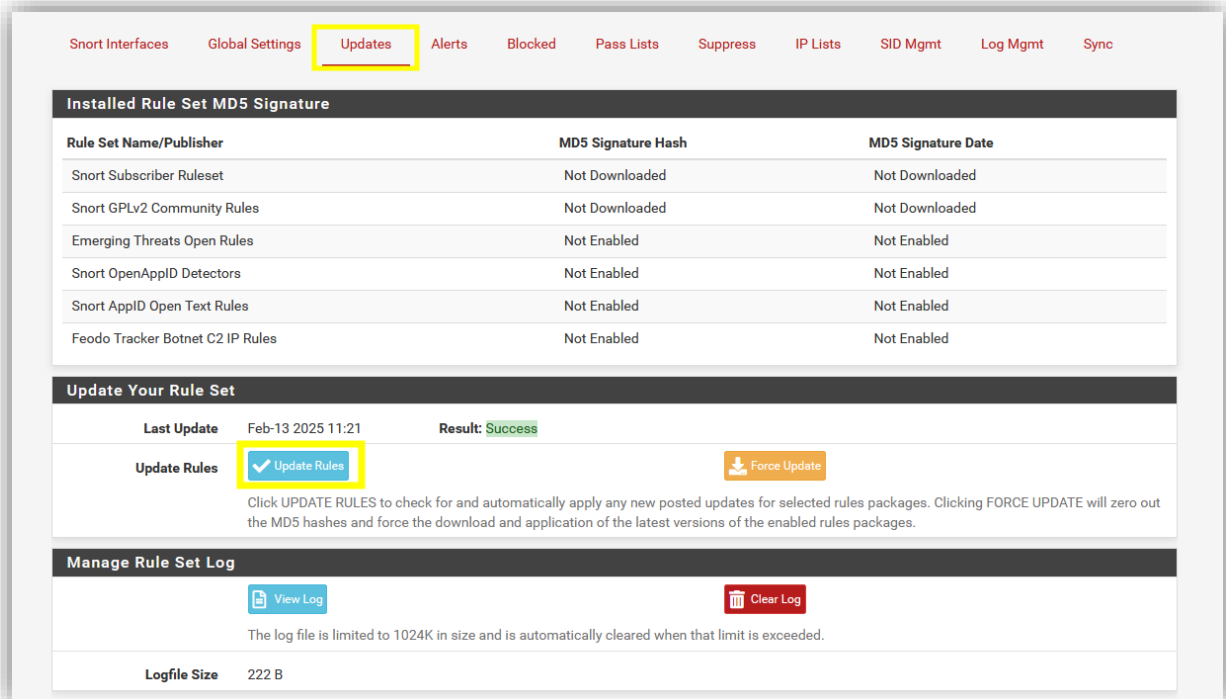 Snort Interfaces Global Settings Updates Alerts Blocked Pass Lists Suppress IP Lists SID Mgmt Log Mgmt Sync
Installed Rule Set MD5 Signature
Rule Set Name/Publisher MD5 Signature Hash MD5 Signature Date
Snort Subscriber Ruleset Not Downloaded Not Downloaded
Snort GPLv2 Community Rules Not Downloaded Not Downloaded
Emerging Threats Open Rules Not Enabled Not Enabled
Snort OpenAppID Detectors Not Enabled Not Enabled
Snort AppID Open Text Rules Not Enabled Not Enabled
Feodo Tracker Botnet C2 IP Rules Not Enabled Not Enabled
Update Your Rule Set
Last Update Feb-13 2025 11:21 Result: Success
Update Rules Update Rules Force Update
Click UPDATE RULES to check for and automatically apply any new posted updates for selected rules packages. Clicking FORCE UPDATE will zero out
the MD5 hashes and force the download and application of the latest versions of the enabled rules packages.
Manage Rule Set Log
View Log Clear Log
The log file is limited to 1024K in size and is automatically cleared when that limit is exceeded.
Logfile Size 222 B